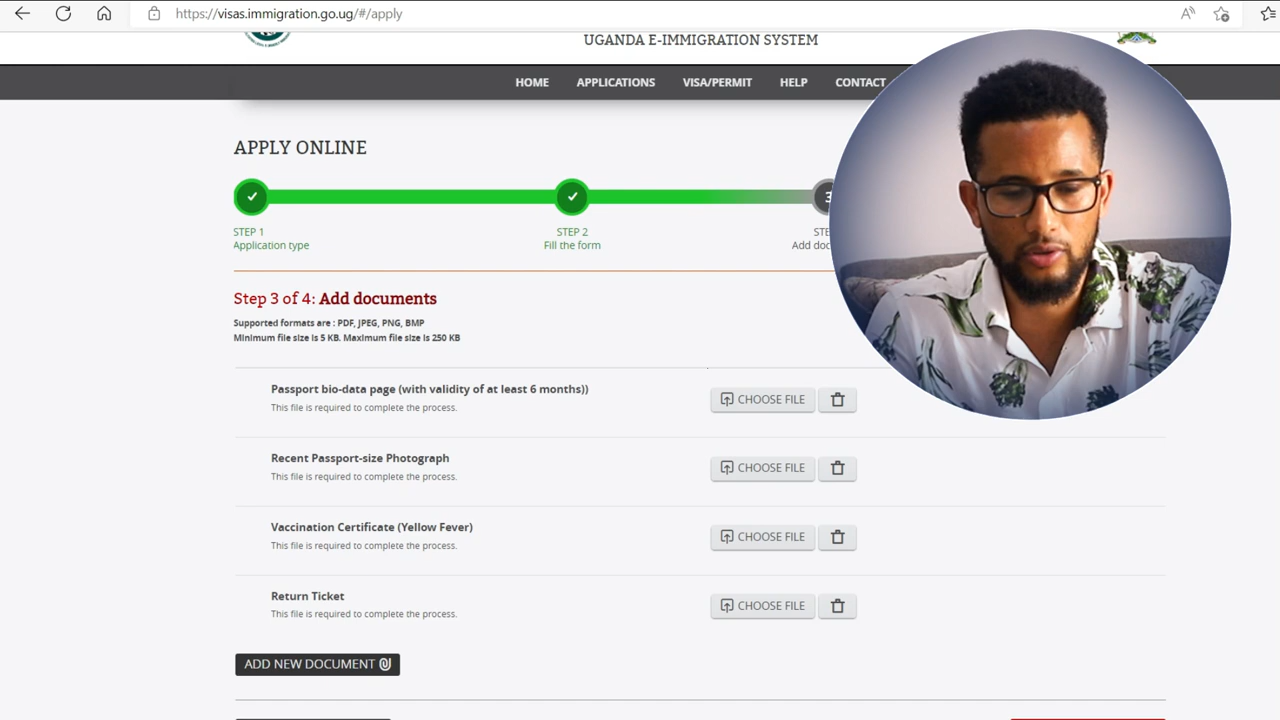 https://visas.immigration.go.ug/#/apply
UGANDA E-IMMIGRATION SYSTEM
HOME APPLICATIONS VISA/PERMIT HELP CONTACT
APPLY ONLINE
3
STEP 1
Application type
STEP 2
Fill the form
Add
Step 3 of 4: Add documents
Supported formats are : PDF, JPEG, PNG, BMP
Minimum file size is 5 KB. Maximum file size is 250 KB
Passport bio-data page (with validity of at least 6 months))
This file is required to complete the process.
CHOOSE FILE
Recent Passport-size Photograph
This file is required to complete the process.
CHOOSE FILE
Vaccination Certificate (Yellow Fever)
This file is required to complete the process.
CHOOSE FILE
Return Ticket
This file is required to complete the process.
CHOOSE FILE
ADD NEW DOCUMENT